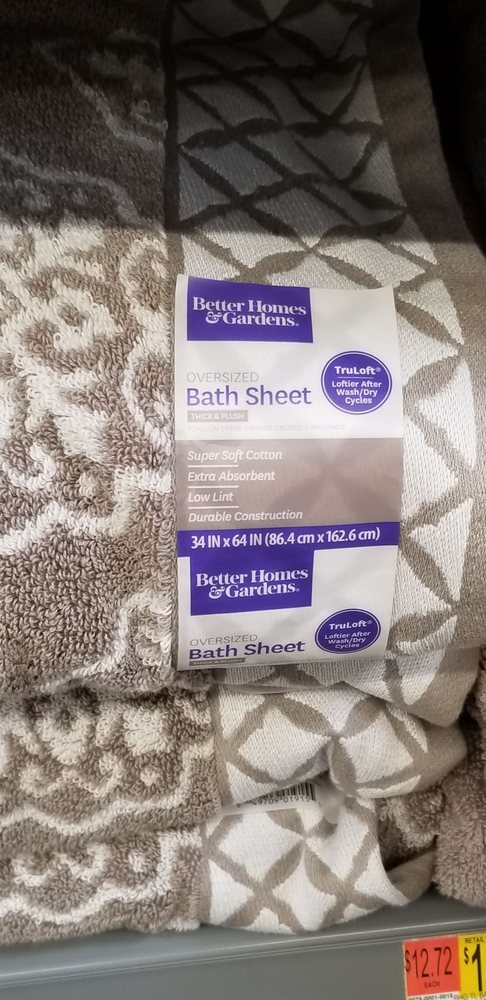 Better Homes
& Gardens®
OVERSIZED
Bath Sheet
THICK & PLUSH
TruLoft®
Loftier After
Wash/Dry
Cycles
Super Soft Cotton
Extra Absorbent
Low Lint
Durable Construction
34 IN x 64 IN (86.4 cm x 162.6 cm)
Better Homes
& Gardens®
OVERSIZED
Bath Sheet
THICK & PLUSH
TruLoft®
Loftier After
Wash/Dry
Cycles
$12.72
EACH
RETAIL
$1